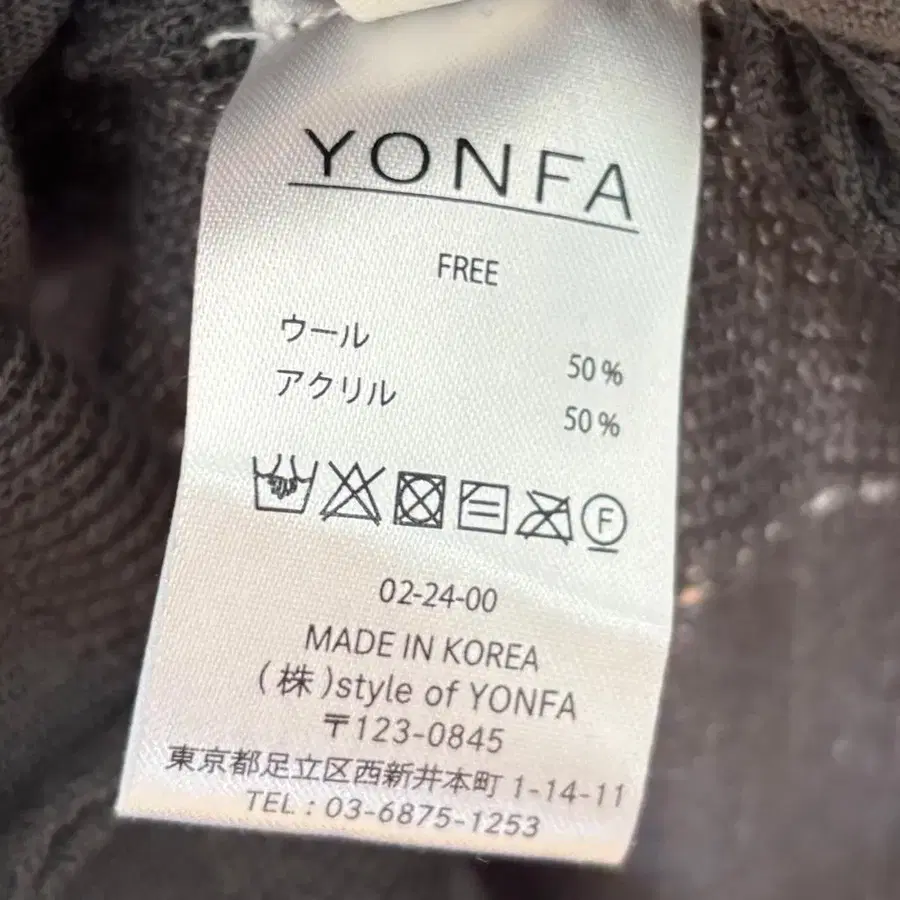 YONFA
FREE
ウール 50%
アクリル 50%
F
02-24-00
MADE IN KOREA
(株)style of YONFA
〒123-0845
東京都足立区西新井本町 1-14-11
TEL : 03-6875-1253